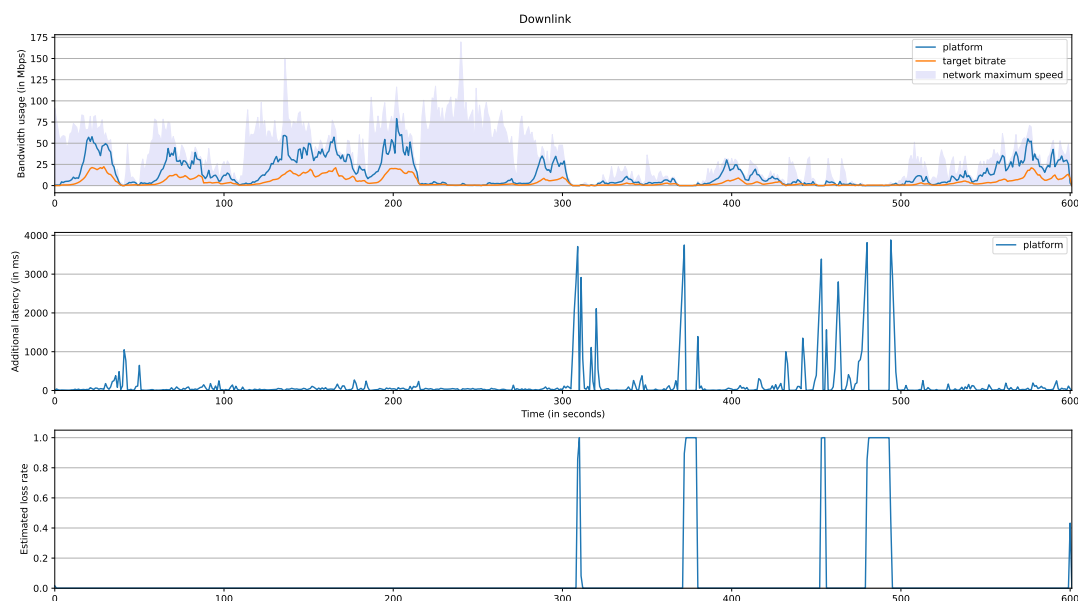 Downlink
Bandwidth usage (in Mbps)
175
150
125
100
75
50
25
0
platform
target bitrate
network maximum speed
0 100 200 300 400 500 600
Additional latency (in ms)
4000
3000
2000
1000
0
platform
0 100 200 300 400 500 600
Time (in seconds)
Estimated loss rate
1.0
0.8
0.6
0.4
0.2
0.0
0 100 200 300 400 500 600